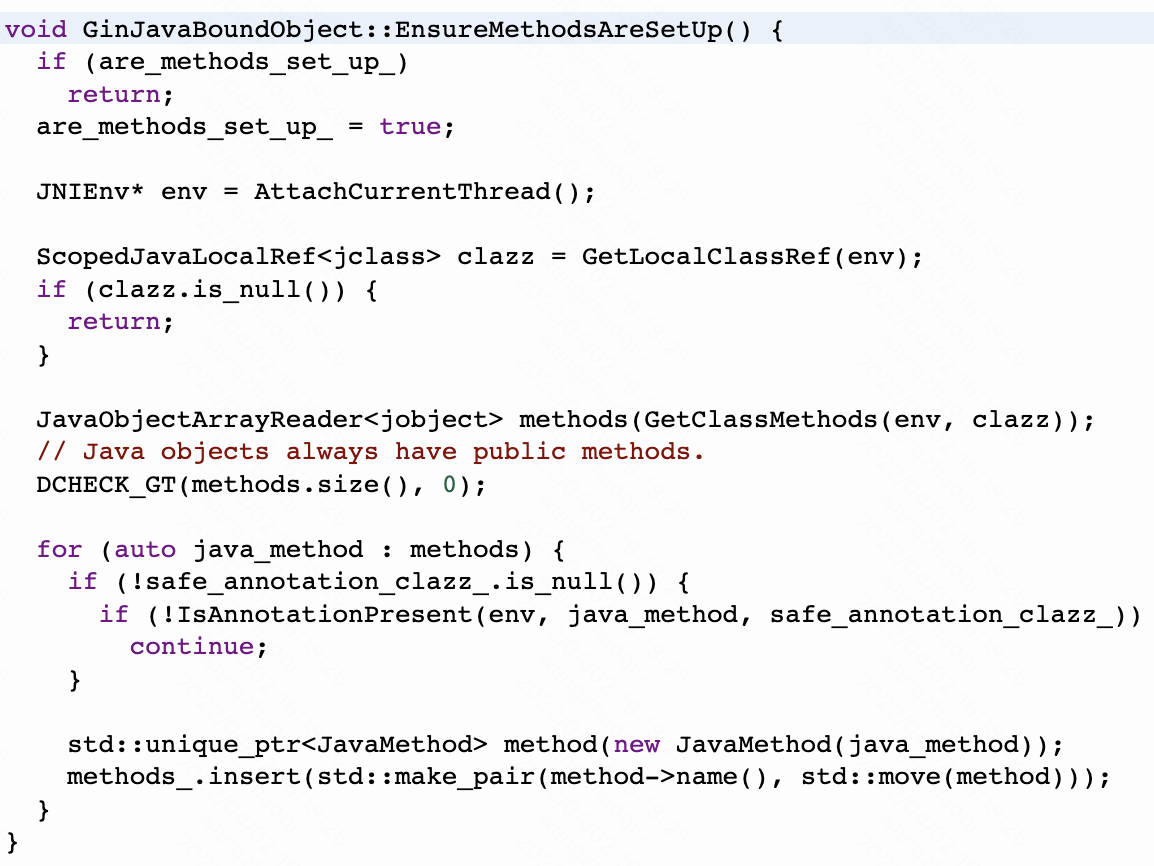 void GinJavaBoundObject::EnsureMethodsAreSetUp() {
  if (are_methods_set_up_)
    return;
  are_methods_set_up_ = true;

  JNIEnv* env = AttachCurrentThread();

  ScopedJavaLocalRef<jclass> clazz = GetLocalClassRef(env);
  if (clazz.is_null()) {
    return;
  }

  JavaObjectArrayReader<jobject> methods(GetClassMethods(env, clazz));
  // Java objects always have public methods.
  DCHECK_GT(methods.size(), 0);

  for (auto java_method : methods) {
    if (!safe_annotation_clazz_.is_null()) {
      if (!IsAnnotationPresent(env, java_method, safe_annotation_clazz_))
        continue;
    }

    std::unique_ptr<JavaMethod> method(new JavaMethod(java_method));
    methods_.insert(std::make_pair(method->name(), std::move(method)));
  }
}